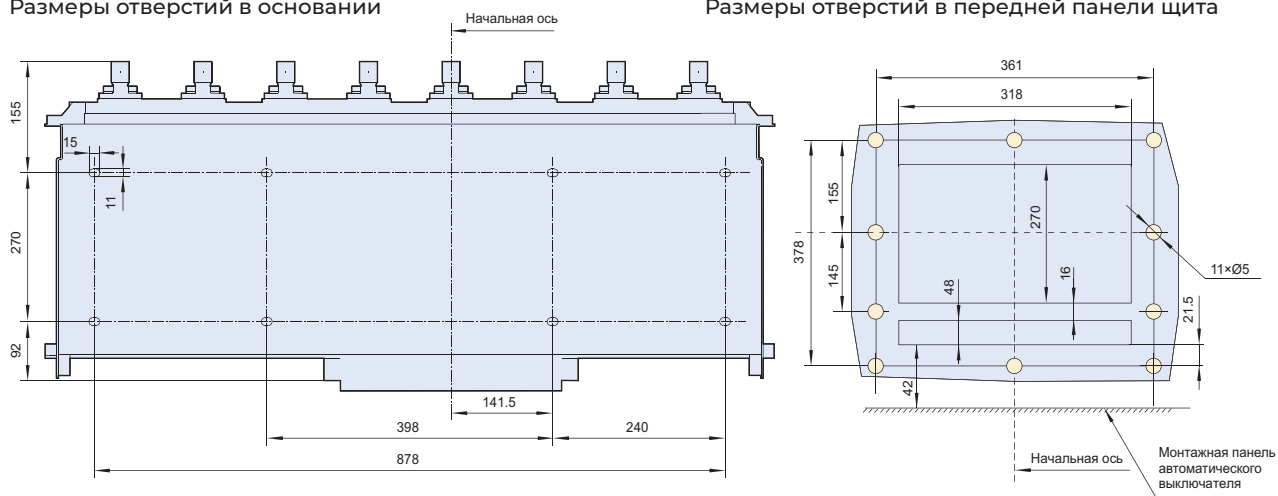 Размеры отверстий в основании
Размеры отверстий в передней панели щита
Начальная ось
155
15
11
270
92
141.5
398
240
878
361
318
155
378
145
270
16
48
42
21.5
11×Ø5
Начальная ось
Монтажная панель
автоматического
выключателя